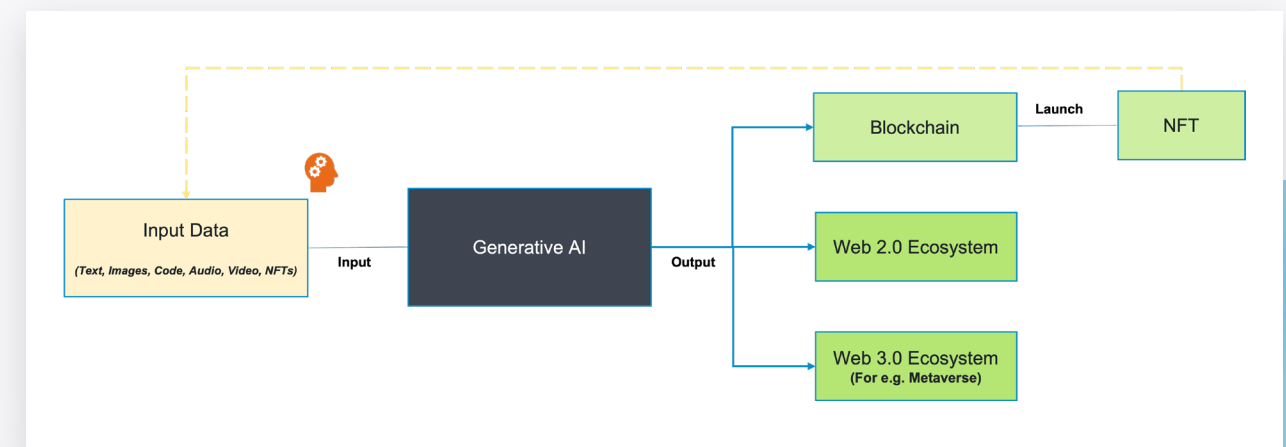 Input Data
(Text, Images, Code, Audio, Video, NFTs)
Input
Generative AI
Output
Blockchain
Launch
NFT
Web 2.0 Ecosystem
Web 3.0 Ecosystem
(For e.g. Metaverse)